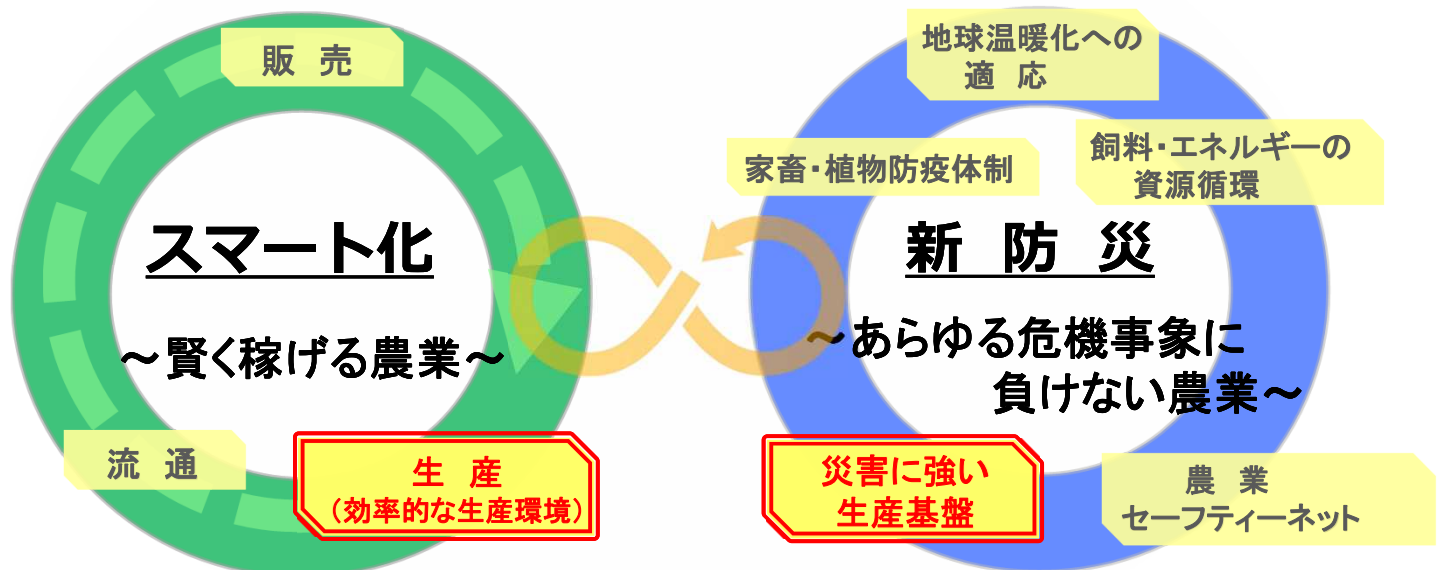 販 売
スマート化
～賢く稼げる農業～
流 通
生 産
（効率的な生産環境）
地球温暖化への
適 応
家畜・植物防疫体制
飼料・エネルギーの
資源循環
新 防 災
～あらゆる危機事象に
負けない農業～
災害に強い
生産基盤
農 業
セーフティーネット